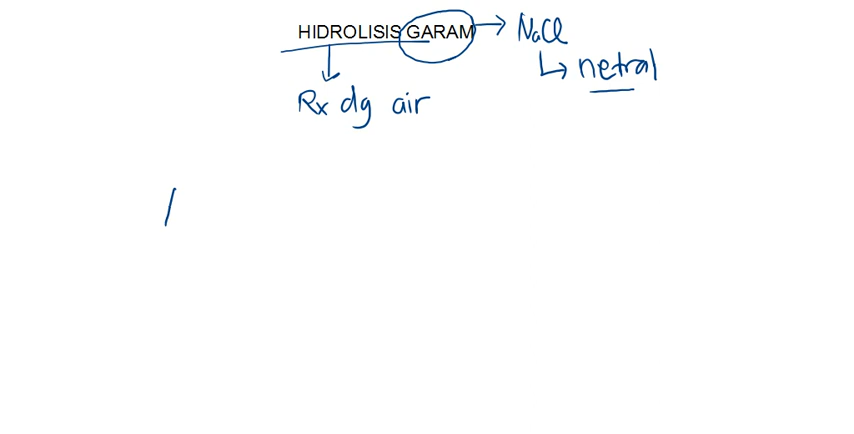 HIDROLISIS GARAM → NaCl
↳ netral
Rx dg air